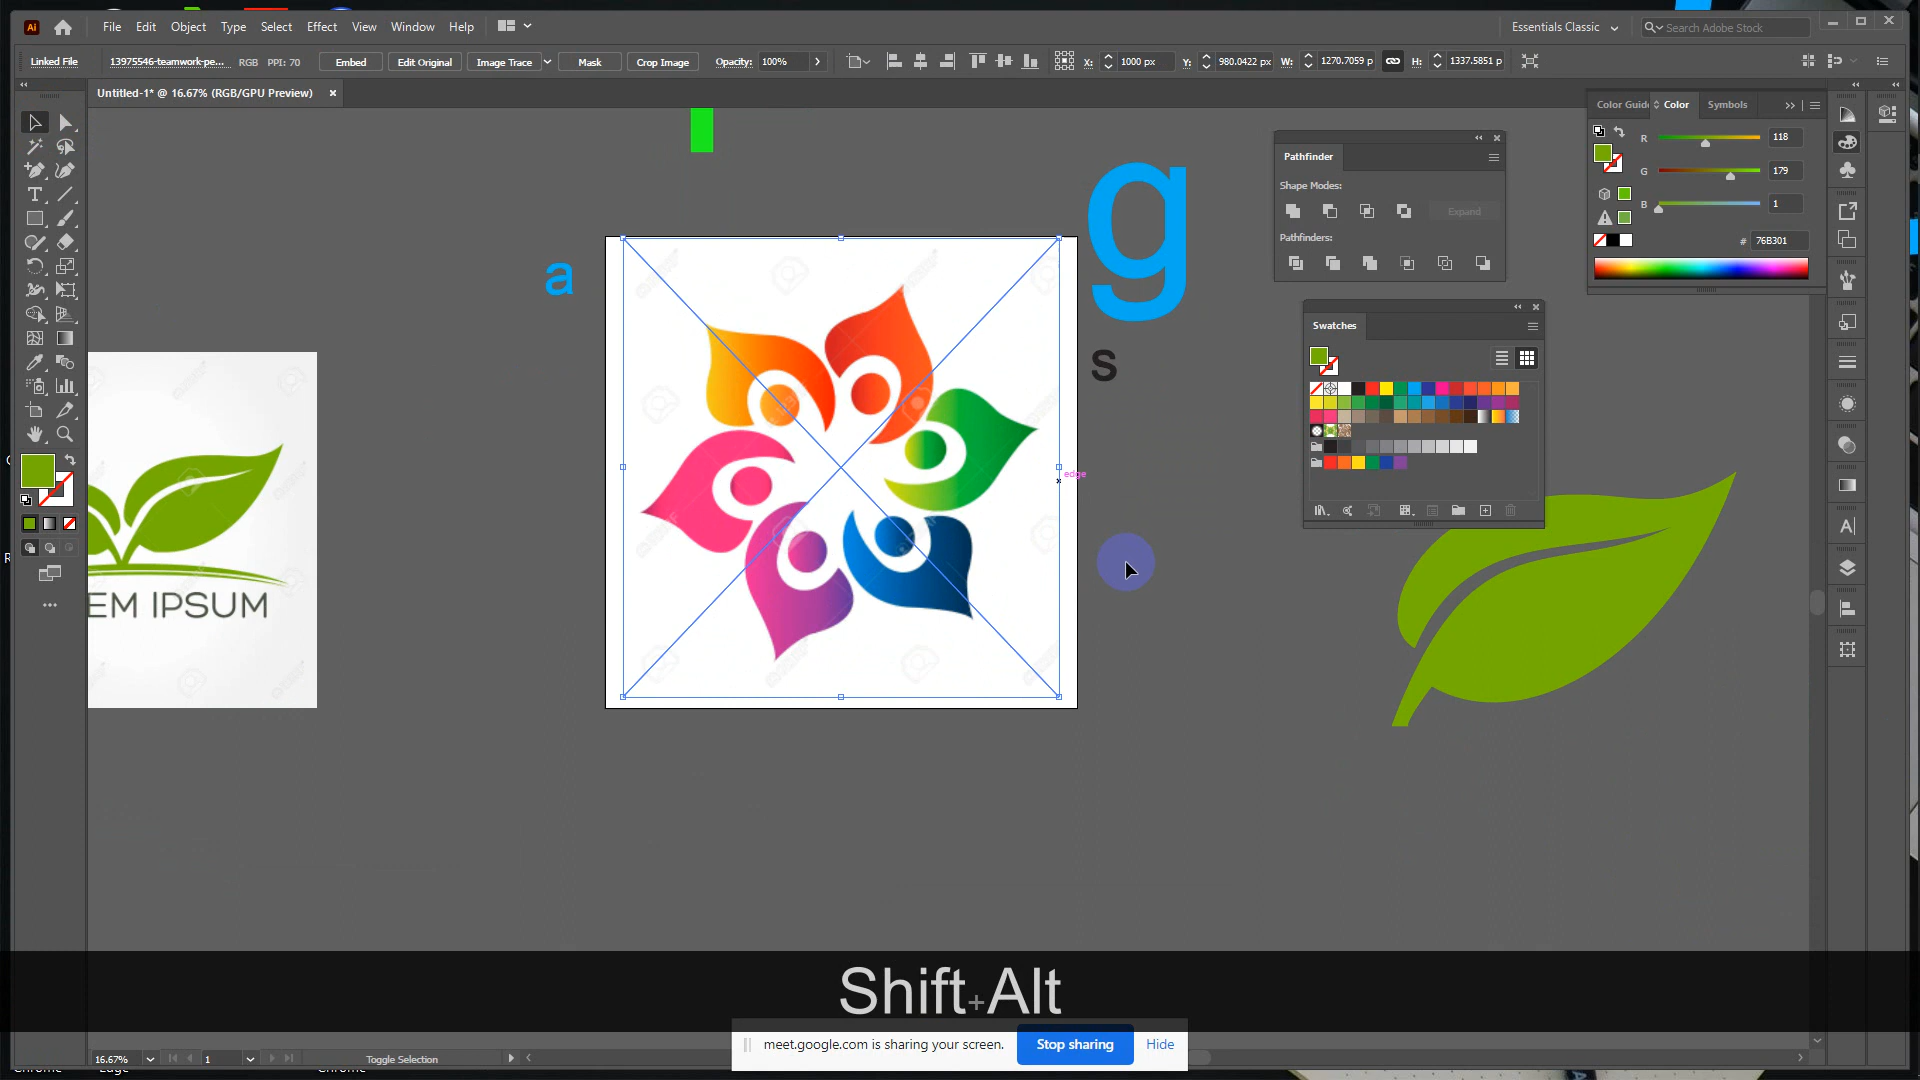 File Edit Object Type Select Effect View Window Help
Essentials Classic
Search Adobe Stock
Linked File 13975546-teamwork-pe... RGB PPI: 70 Embed Edit Original Image Trace Mask Crop Image Opacity: 100% X: 1000 px Y: 980.0422 px W: 1270.7059 p H: 1337.5851 p
Untitled-1* @ 16.67% (RGB/GPU Preview)
Color Guide Color Symbols
R 118
G 179
B 1
# 76B301
Pathfinder
Shape Modes:
Expand
Pathfinders:
Swatches
a
g
s
edge
EM IPSUM
Shift+Alt
meet.google.com is sharing your screen. Stop sharing Hide
16.67% 1 Toggle Selection